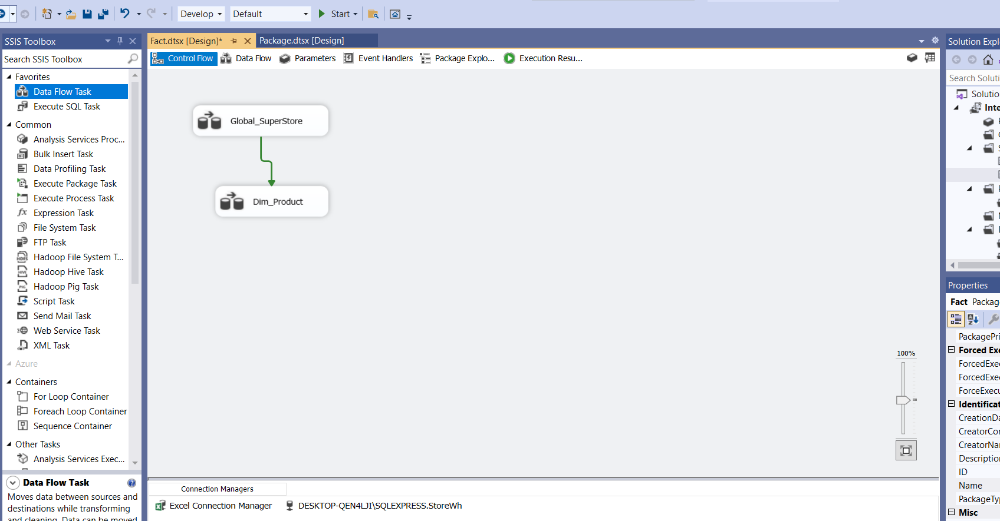 Develop
Default
Start
SSIS Toolbox
Search SSIS Toolbox
Favorites
Data Flow Task
Execute SQL Task
Common
Analysis Services Proc...
Bulk Insert Task
Data Profiling Task
Execute Package Task
Execute Process Task
Expression Task
File System Task
FTP Task
Hadoop File System T...
Hadoop Hive Task
Hadoop Pig Task
Script Task
Send Mail Task
Web Service Task
XML Task
Azure
Containers
For Loop Container
Foreach Loop Container
Sequence Container
Other Tasks
Analysis Services Exec...
Data Flow Task
Moves data between sources and
destinations while transforming
and cleaning. Data can be moved
Fact.dtsx [Design]*
Package.dtsx [Design]
Control Flow
Data Flow
Parameters
Event Handlers
Package Explo...
Execution Resu...
Global_SuperStore
Dim_Product
100%
Connection Managers
Excel Connection Manager
DESKTOP-QEN4LJI\SQLEXPRESS.StoreWh
Solution Expl
Search Soluti
Solutio
Inte
Properties
Fact Packag
PackagePri
Forced Exe
ForcedExec
ForcedExec
ForceExecu
Identificat
CreationDa
CreatorCor
CreatorNar
Description
ID
Name
PackageTyp
Misc